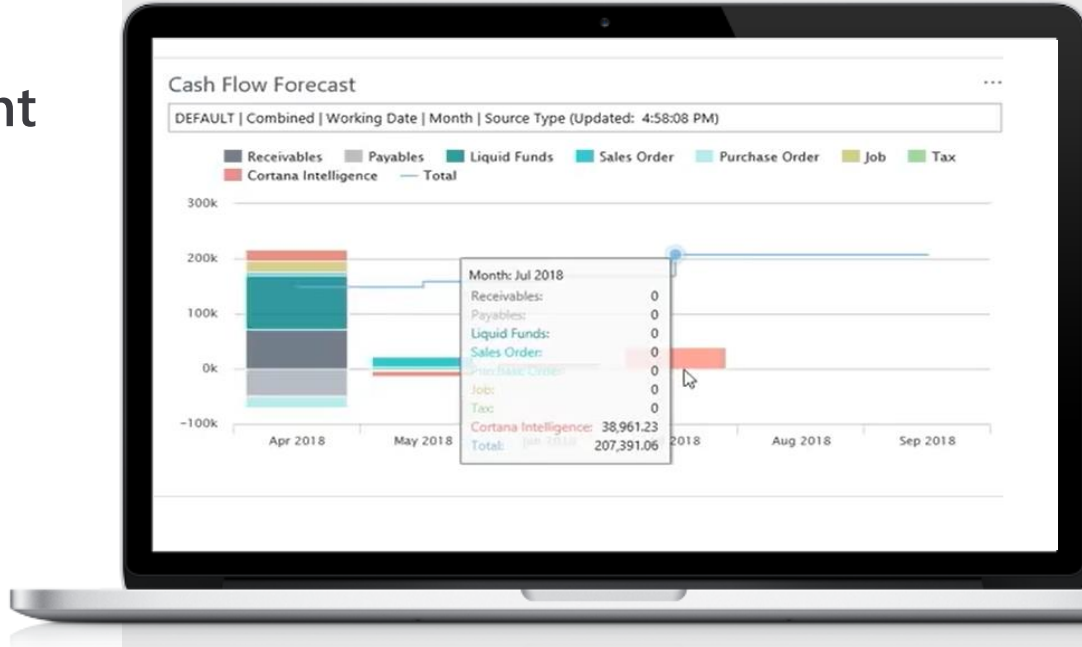 nt
Cash Flow Forecast
...
DEFAULT | Combined | Working Date | Month | Source Type (Updated: 4:58:08 PM)
Receivables Payables Liquid Funds Sales Order Purchase Order Job Tax
Cortana Intelligence Total
300k
200k
100k
0k
-100k
Month: Jul 2018
Receivables: 0
Payables: 0
Liquid Funds: 0
Sales Order: 0
Purchase Order: 0
Job: 0
Tax: 0
Cortana Intelligence: 38,961.23
Total: 207,391.06
Apr 2018 May 2018 Jun 2018 2018 Aug 2018 Sep 2018